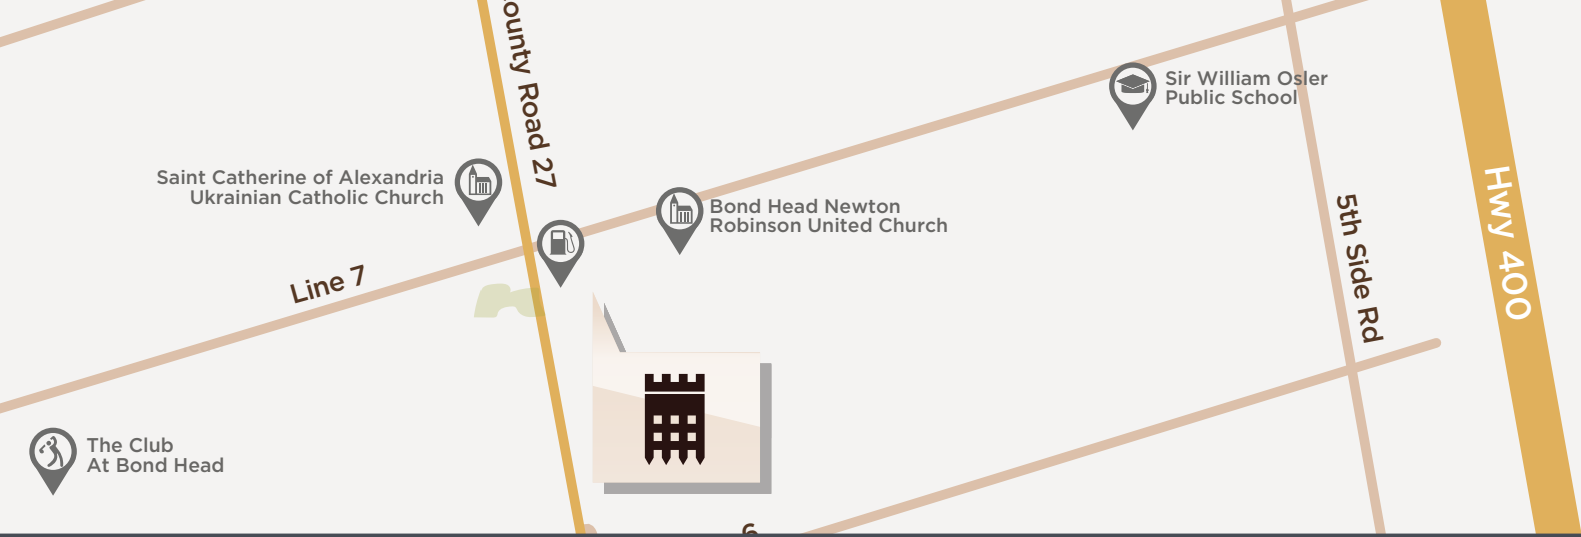 ounty Road 27
Sir William Osler
Public School
Saint Catherine of Alexandria
Ukrainian Catholic Church
Bond Head Newton
Robinson United Church
Hwy 400
5th Side Rd
Line 7
The Club
At Bond Head
6